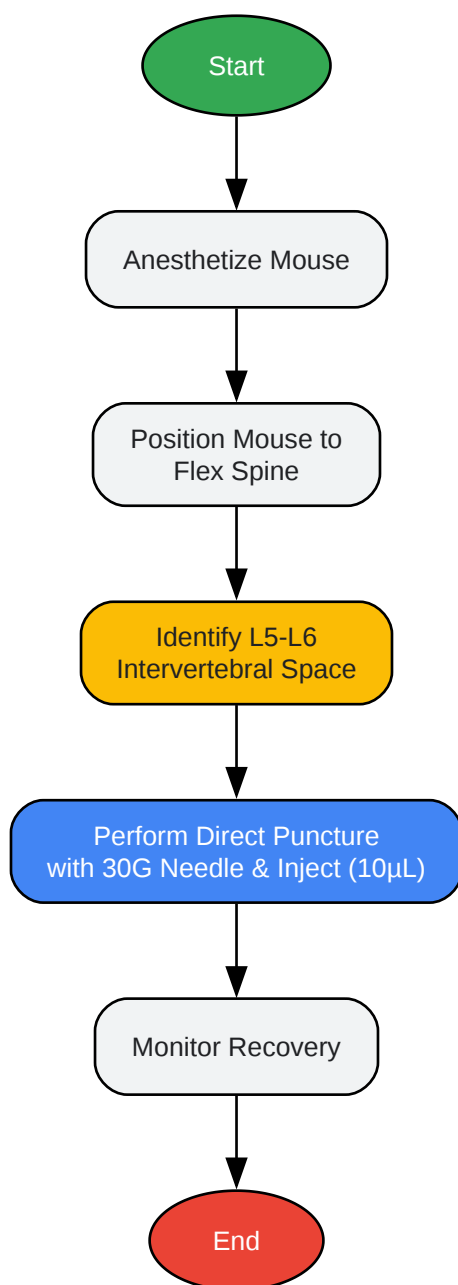 Start
Anesthetize Mouse
Position Mouse to
Flex Spine
Identify L5-L6
Intervertebral Space
Perform Direct Puncture
with 30G Needle & Inject (10µL)
Monitor Recovery
End